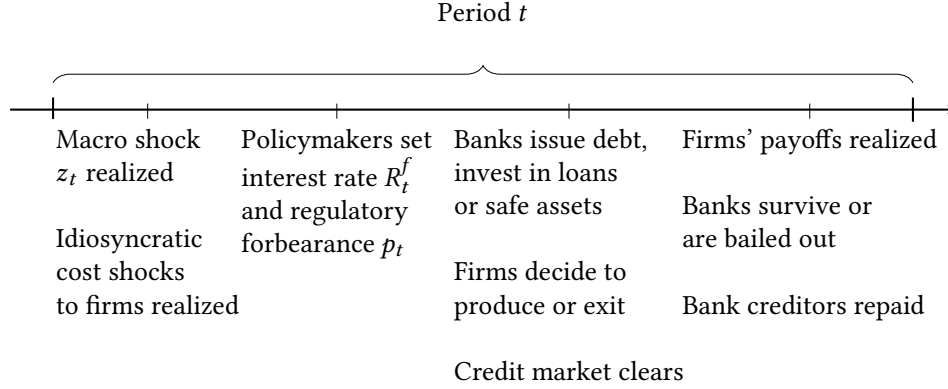 Period t
Macro shock
z_t realized
Idiosyncratic
cost shocks
to firms realized
Policymakers set
interest rate R_t^f
and regulatory
forbearance p_t
Banks issue debt,
invest in loans
or safe assets
Firms decide to
produce or exit
Credit market clears
Firms' payoffs realized
Banks survive or
are bailed out
Bank creditors repaid